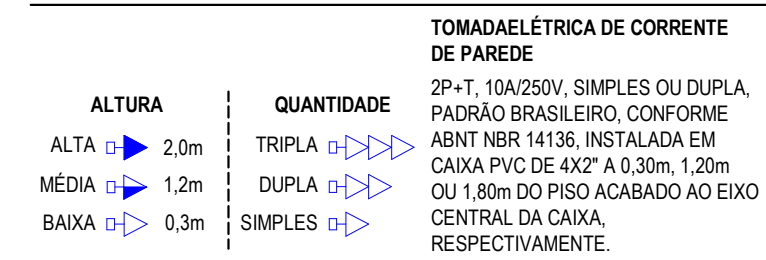 TOMADAELÉTRICA DE CORRENTE
DE PAREDE
2P+T, 10A/250V, SIMPLES OU DUPLA,
PADRÃO BRASILEIRO, CONFORME
ABNT NBR 14136, INSTALADA EM
CAIXA PVC DE 4X2" A 0,30m, 1,20m
OU 1,80m DO PISO ACABADO AO EIXO
CENTRAL DA CAIXA,
RESPECTIVAMENTE.
ALTURA
ALTA 2,0m
MÉDIA 1,2m
BAIXA 0,3m
QUANTIDADE
TRIPLA
DUPLA
SIMPLES